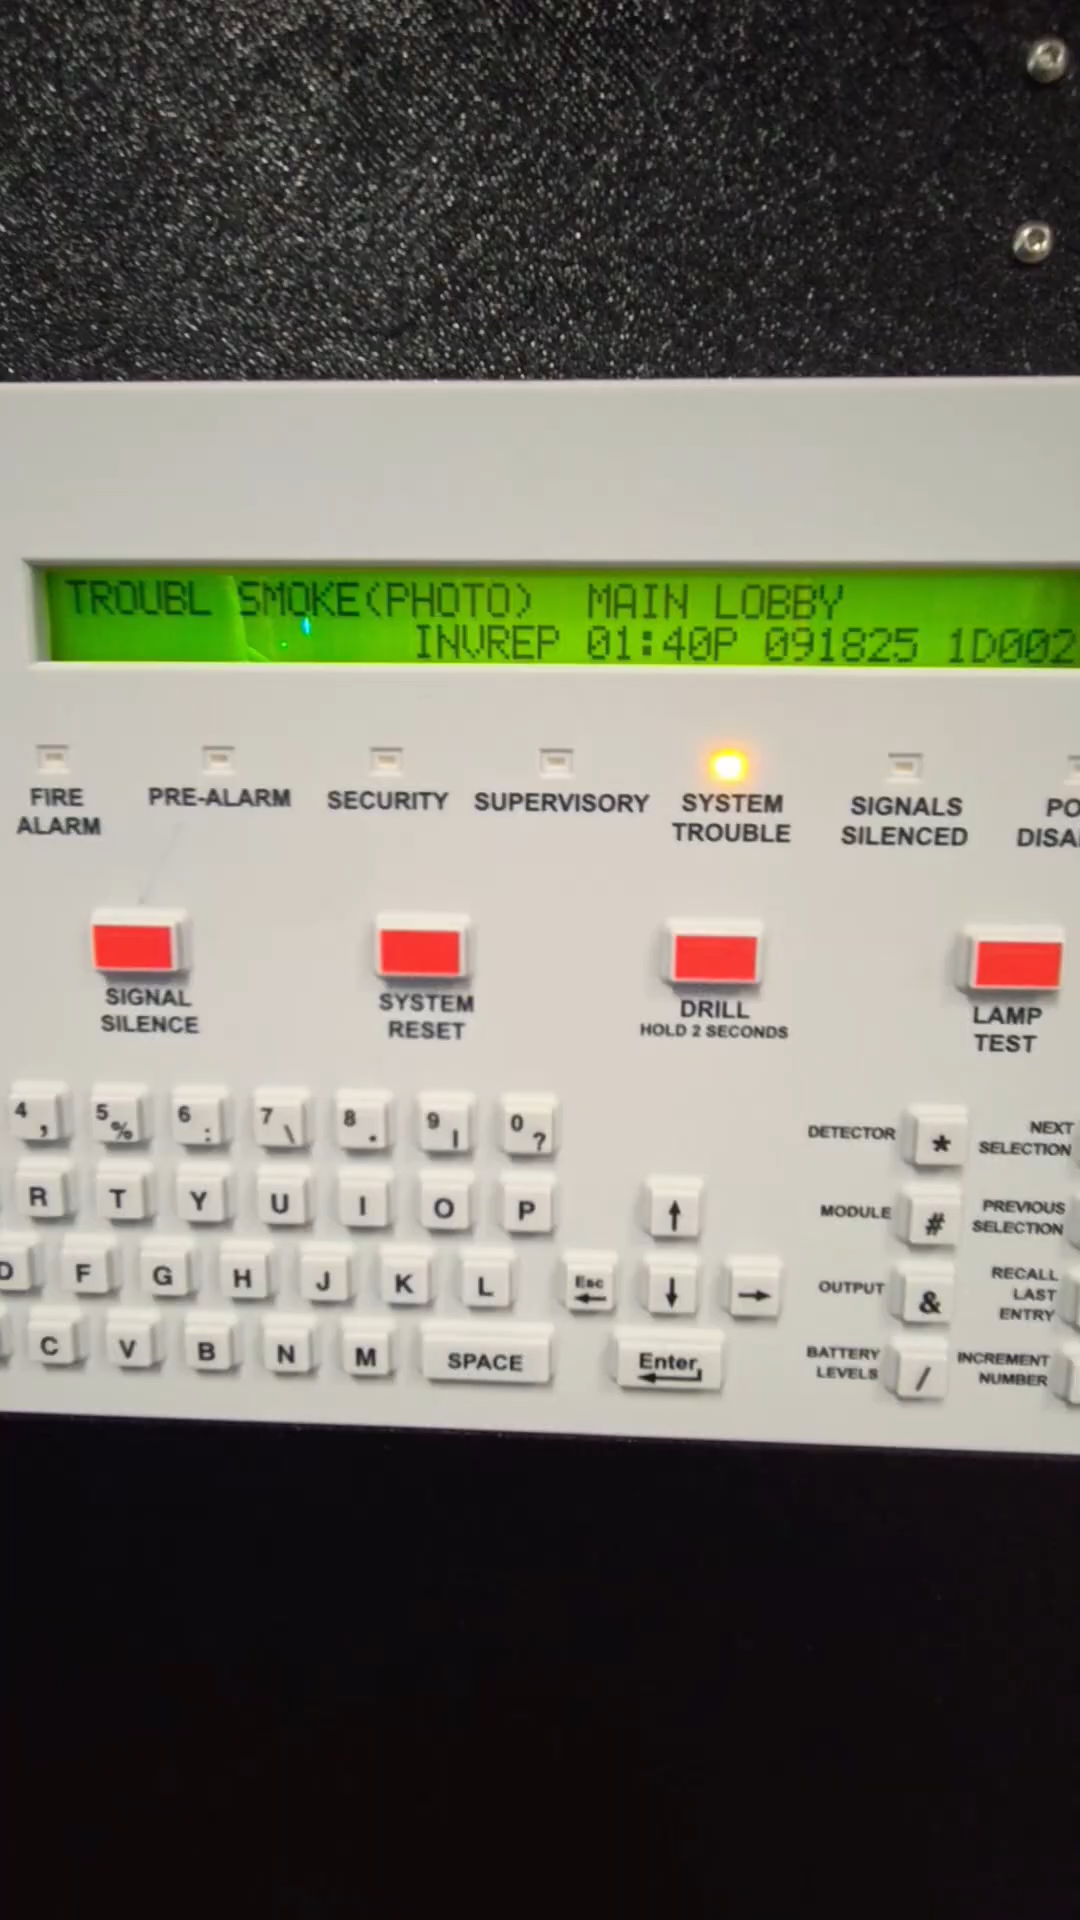 TROUBL SMOKE(PHOTO) MAIN LOBBY
INVREP 01:40P 091825 1D002
FIRE
ALARM
PRE-ALARM
SECURITY
SUPERVISORY
SYSTEM
TROUBLE
SIGNALS
SILENCED
SIGNAL
SILENCE
SYSTEM
RESET
DRILL
HOLD 2 SECONDS
LAMP
TEST
4 , 5 % 6 : 7 \ 8 . 9 | 0 ?
R T Y U I O P ↑
D F G H J K L Esc ← ↓ →
C V B N M SPACE Enter
DETECTOR *
MODULE #
OUTPUT &
BATTERY
LEVELS /
NEXT
SELECTION
PREVIOUS
SELECTION
RECALL
LAST
ENTRY
INCREMENT
NUMBER